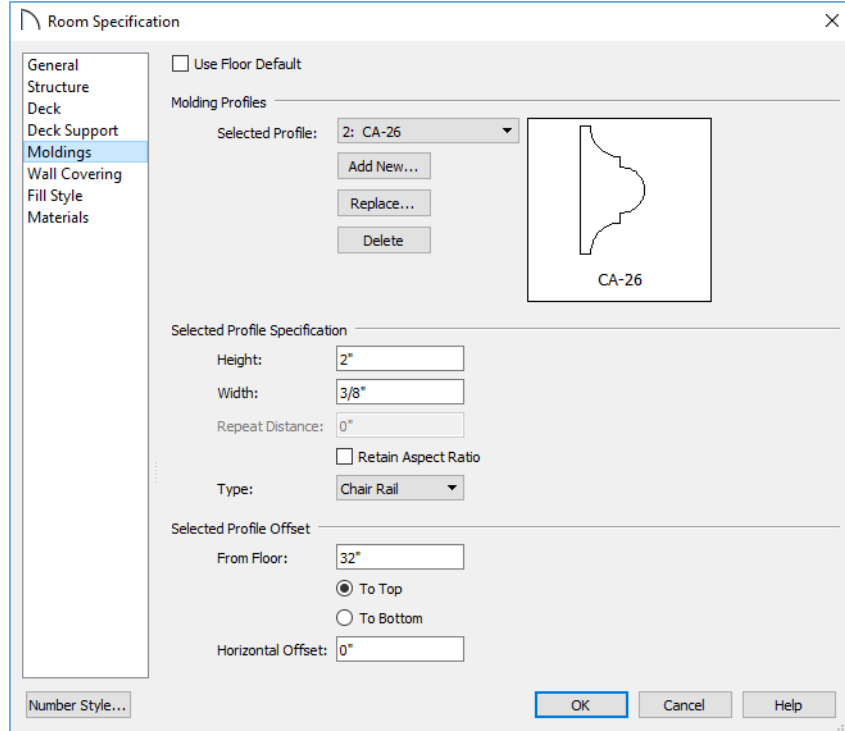 Room Specification
General
Structure
Deck
Deck Support
Moldings
Wall Covering
Fill Style
Materials
Use Floor Default
Molding Profiles
Selected Profile: 2: CA-26
Add New...
Replace...
Delete
CA-26
Selected Profile Specification
Height: 2"
Width: 3/8"
Repeat Distance: 0"
Retain Aspect Ratio
Type: Chair Rail
Selected Profile Offset
From Floor: 32"
To Top
To Bottom
Horizontal Offset: 0"
Number Style... OK Cancel Help